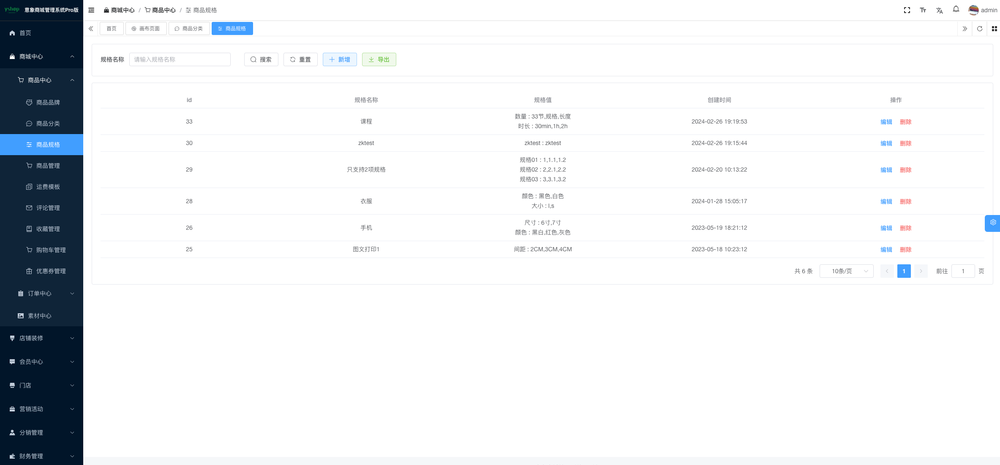 yshop 意象商城管理系统Pro版
商城中心 / 商品中心 / 商品规格
admin
首页
画布页面
商品分类
商品规格
首页
商城中心
商品中心
商品品牌
商品分类
商品规格
商品管理
运费模板
评论管理
收藏管理
购物车管理
优惠券管理
订单中心
素材中心
店铺装修
会员中心
门店
营销活动
分销管理
财务管理
规格名称 请输入规格名称 搜索 重置 新增 导出
id 规格名称 规格值 创建时间 操作
33 课程 数量 : 33节,规格,长度
时长 : 30min,1h,2h 2024-02-26 19:19:53 编辑 删除
30 zktest zktest : zktest 2024-02-26 19:15:44 编辑 删除
29 只支持2项规格 规格01 : 1,1.1,1.2
规格02 : 2,2.1,2.2
规格03 : 3,3.1,3.2 2024-02-20 10:13:22 编辑 删除
28 衣服 颜色 : 黑色,白色
大小 : l,s 2024-01-28 15:05:17 编辑 删除
26 手机 尺寸 : 6寸,7寸
颜色 : 黑白,红色,灰色 2023-05-19 18:21:12 编辑 删除
25 图文打印1 间距 : 2CM,3CM,4CM 2023-05-18 10:23:12 编辑 删除
共 6 条 10条/页 1 前往 1 页